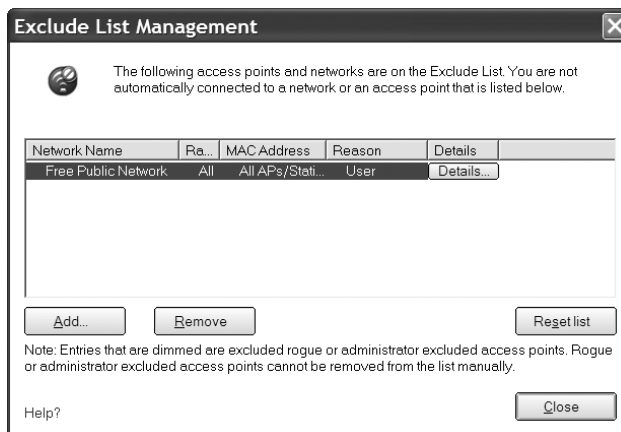 Exclude List Management
The following access points and networks are on the Exclude List. You are not
automatically connected to a network or an access point that is listed below.
Network Name Ra... MAC Address Reason Details
Free Public Network All All APs/Stati... User Details...
Add... Remove Reset list
Note: Entries that are dimmed are excluded rogue or administrator excluded access points. Rogue
or administrator excluded access points cannot be removed from the list manually.
Help? Close